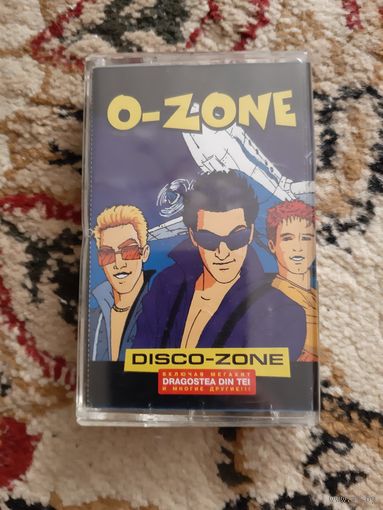 O-ZONE
DISCO-ZONE
ВКЛЮЧАЯ МЕГАХИТ
DRAGOSTEA DIN TEI
И МНОГИЕ ДРУГИЕ!!!